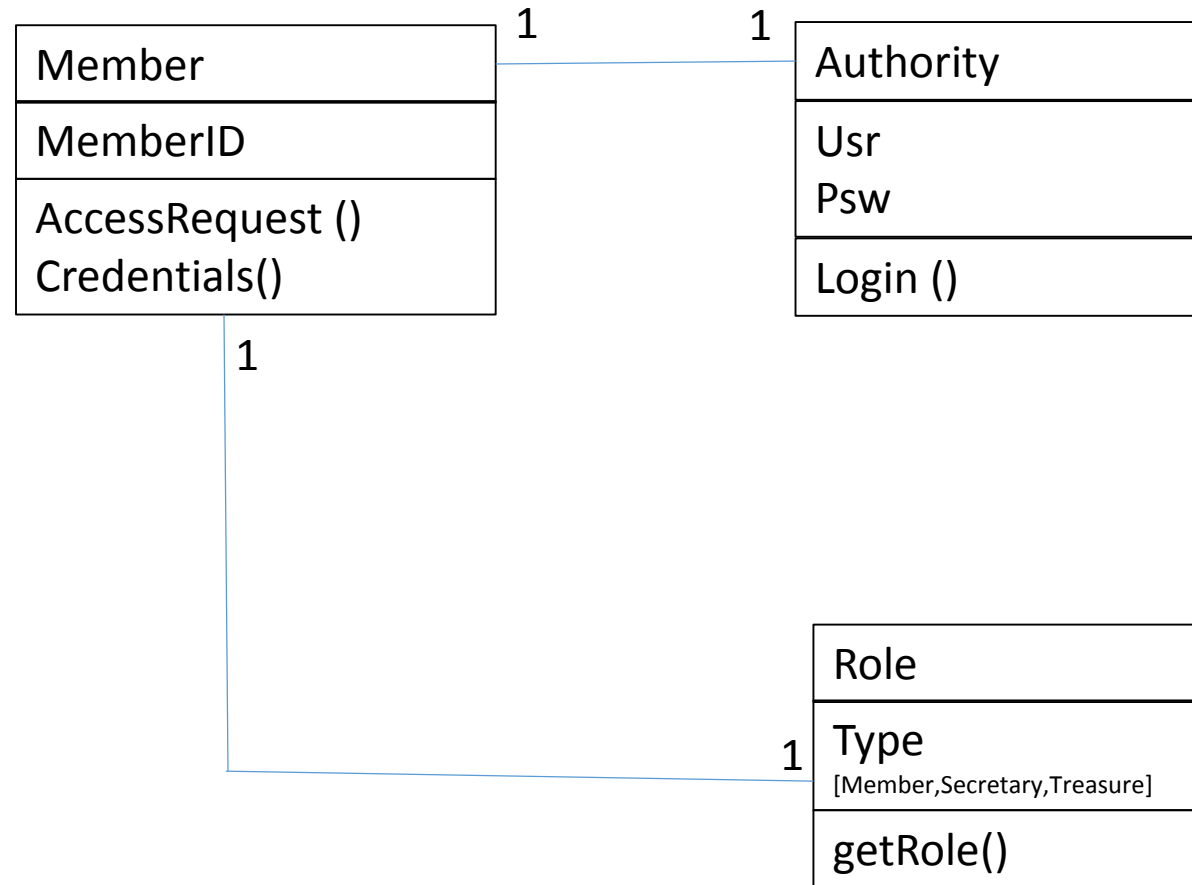 1
1
Member
Authority
MemberID
Usr
Psw
AccessRequest ()
Credentials()
Login ()
1
Role
1
Type
[Member,Secretary,Treasure]
getRole()